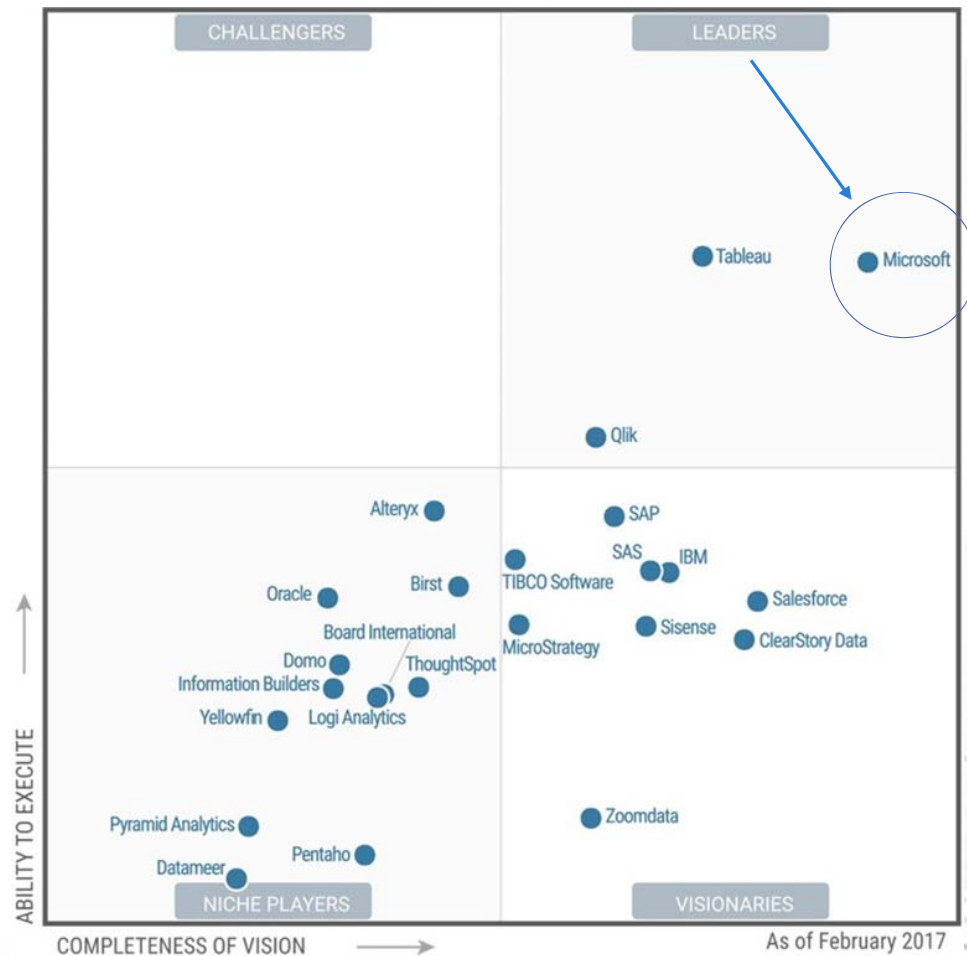 CHALLENGERS
LEADERS
Tableau
Microsoft
Qlik
Alteryx
SAP
SAS
IBM
TIBCO Software
Birst
Oracle
Salesforce
Board International
Sisense
ClearStory Data
MicroStrategy
Domo
ThoughtSpot
Information Builders
Yellowfin
Logi Analytics
Zoomdata
Pyramid Analytics
Pentaho
Datameer
NICHE PLAYERS
VISIONARIES
ABILITY TO EXECUTE
COMPLETENESS OF VISION
As of February 2017